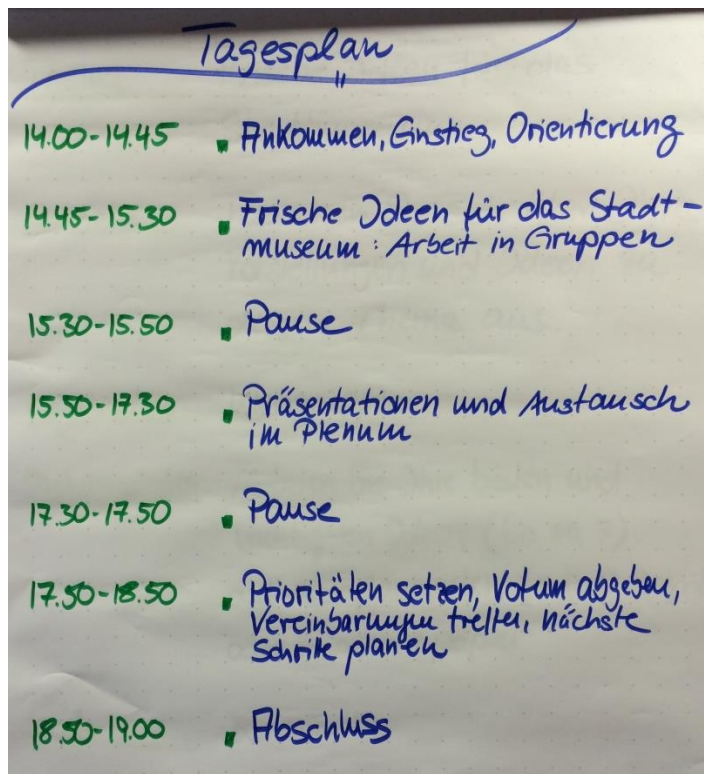 Tagesplan
14.00-14.45 ▪ Ankommen, Einstieg, Orientierung
14.45-15.30 ▪ Frische Ideen für das Stadt-
museum: Arbeit in Gruppen
15.30-15.50 ▪ Pause
15.50-17.30 ▪ Präsentationen und Austausch
im Plenum
17.30-17.50 ▪ Pause
17.50-18.50 ▪ Prioritäten setzen, Votum abgeben,
Vereinbarungen treffen, nächste
Schritte planen
18.50-19.00 ▪ Abschluss